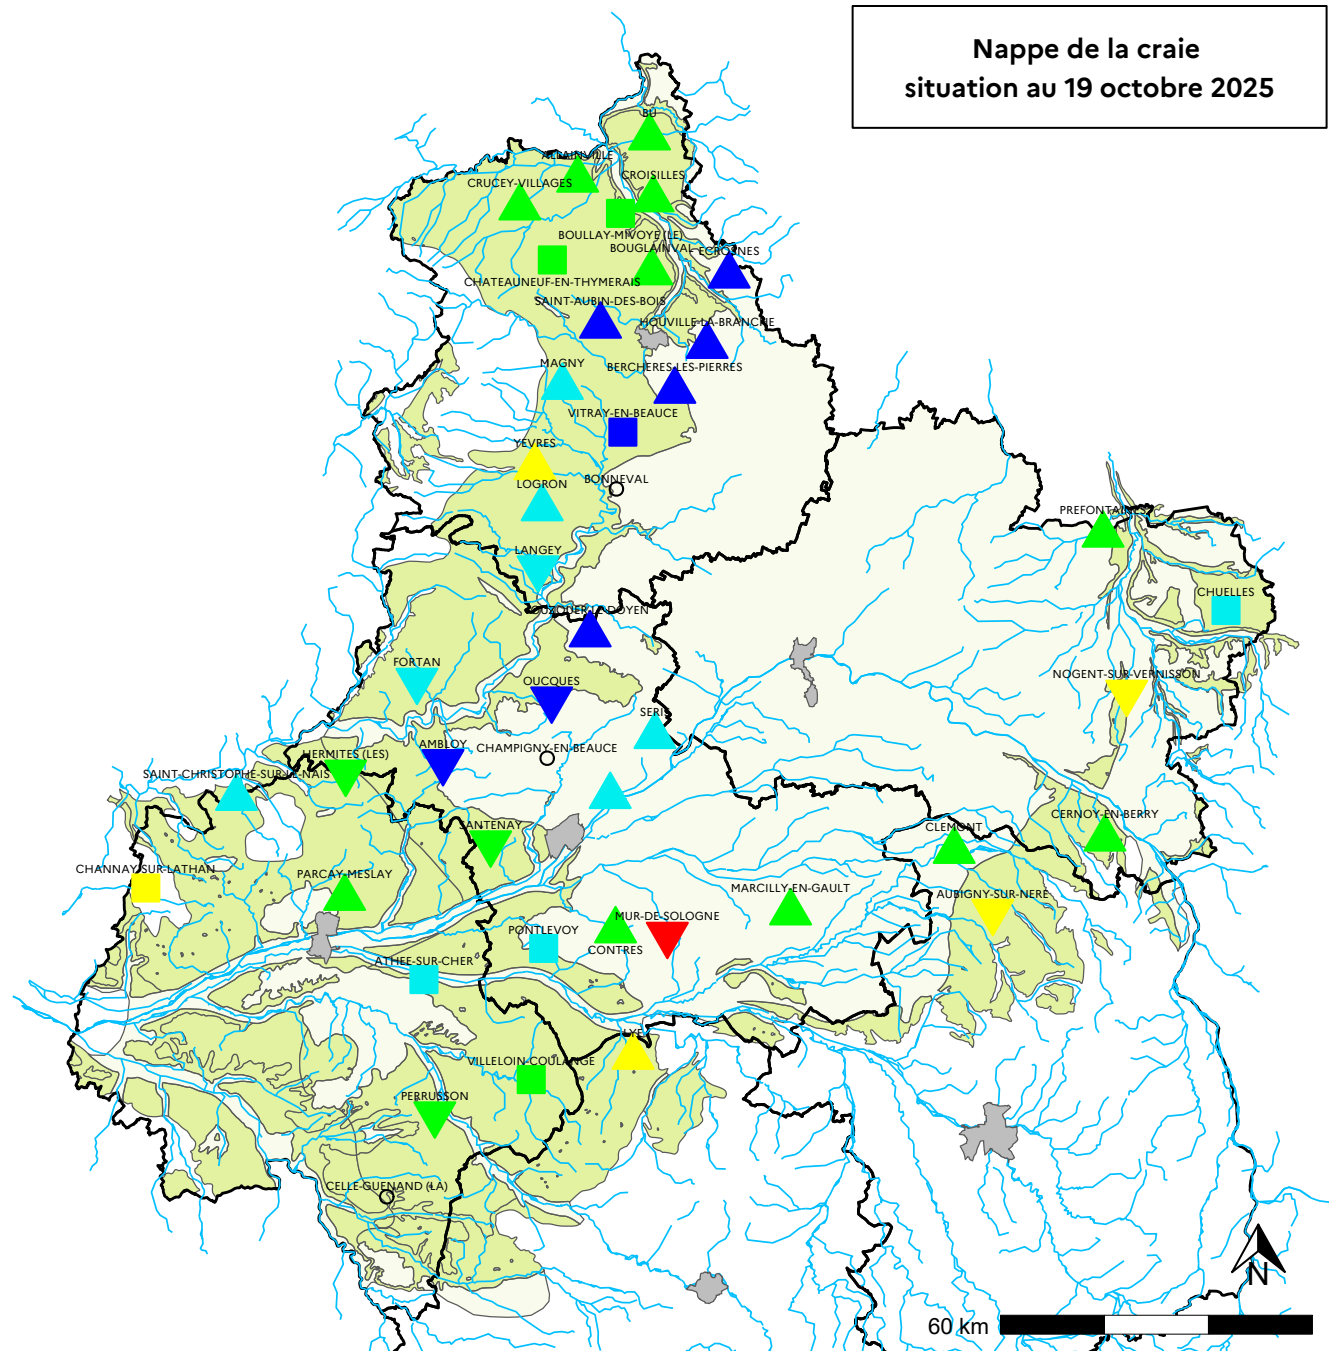 Nappe de la craie
situation au 19 octobre 2025
BU
ALLAINVILLE
CROISILLES
CRUCEY-VILLAGES
BOULLAY-MIVOYE (LE)
BOUGLAINVAL
ECROSNES
CHATEAUNEUF-EN-THYMERAIS
SAINT-AUBIN-DES-BOIS
HOUVILLE-LA-BRANCHE
MAGNY
BERCHERES-LES-PIERRES
VITRAY-EN-BEAUCE
YEVRES
LOGRON
BONNEVAL
PREFONTAINES
LANGEY
CHUELLES
OUZOUER-LE-DOYEN
FORTAN
OUCQUES
NOGENT-SUR-VERNISSON
SERIS
AMBLOY
CHAMPIGNY-EN-BEAUCE
HERMITES (LES)
SAINT-CHRISTOPHE-SUR-LE-NAIS
SANTENAY
CLEMONT
CERNOY-EN-BERRY
CHANNAY-SUR-LATHAN
PARCAY-MESLAY
MARCILLY-EN-GAULT
AUBIGNY-SUR-NERE
MUR-DE-SOLOGNE
PONTLEVOY
CONTRES
ATHEE-SUR-CHER
LYE
VILLELOIN-COULANGE
PERRUSSON
CELLE-GUENAND (LA)
N
60 km